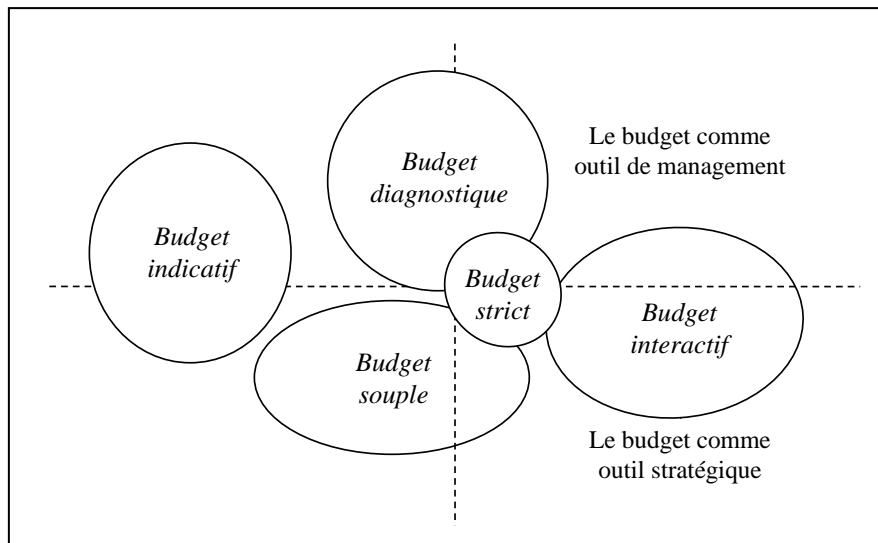 Le budget comme
outil de management
Budget
diagnostique
Budget
indicatif
Budget
strict
Budget
interactif
Budget
souple
Le budget comme
outil stratégique